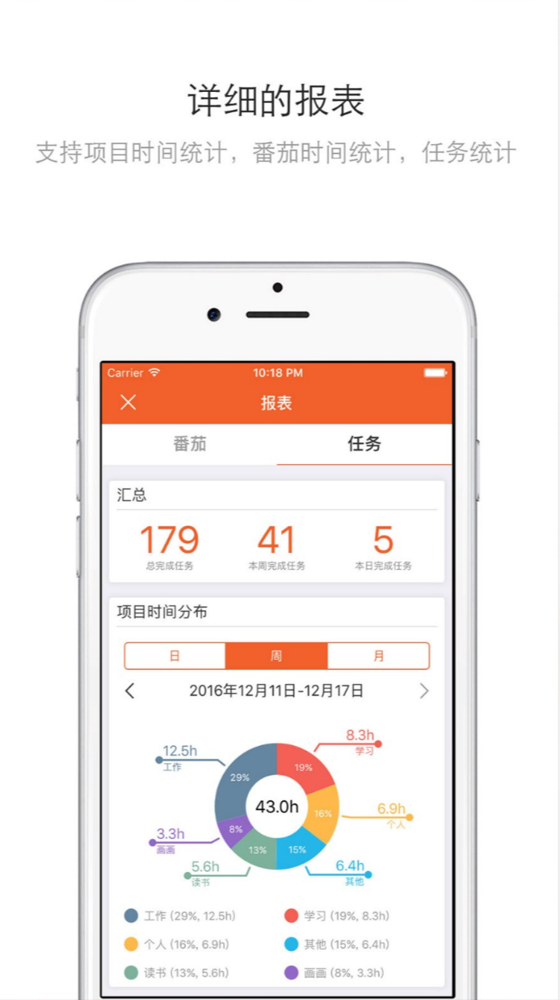 详细的报表
支持项目时间统计，番茄时间统计，任务统计
Carrier 10:18 PM
报表
番茄 任务
汇总
179 41 5
总完成任务 本周完成任务 本日完成任务
项目时间分布
日 周 月
2016年12月11日-12月17日
8.3h
学习
12.5h
工作
29%
19%
43.0h
16%
6.9h
个人
3.3h
画画
8%
13%
15%
5.6h
读书
6.4h
其他
工作 (29%, 12.5h) 学习 (19%, 8.3h)
个人 (16%, 6.9h) 其他 (15%, 6.4h)
读书 (13%, 5.6h) 画画 (8%, 3.3h)